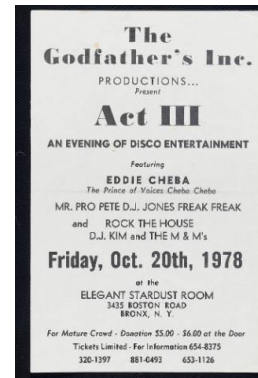 The
Godfather's Inc.
PRODUCTIONS...
Present
Act III
AN EVENING OF DISCO ENTERTAINMENT
Featuring
EDDIE CHEBA
The Prince of Voices Cheba Cheba
MR. PRO PETE D.J. JONES FREAK FREAK
and ROCK THE HOUSE
D.J. KIM and THE M & M's
Friday, Oct. 20th, 1978
at the
ELEGANT STARDUST ROOM
3435 BOSTON ROAD
BRONX, N. Y.
For Mature Crowd - Donation $5.00 - $6.00 at the Door
Tickets Limited - For Information 654-8375
320-1397 881-0493 653-1126